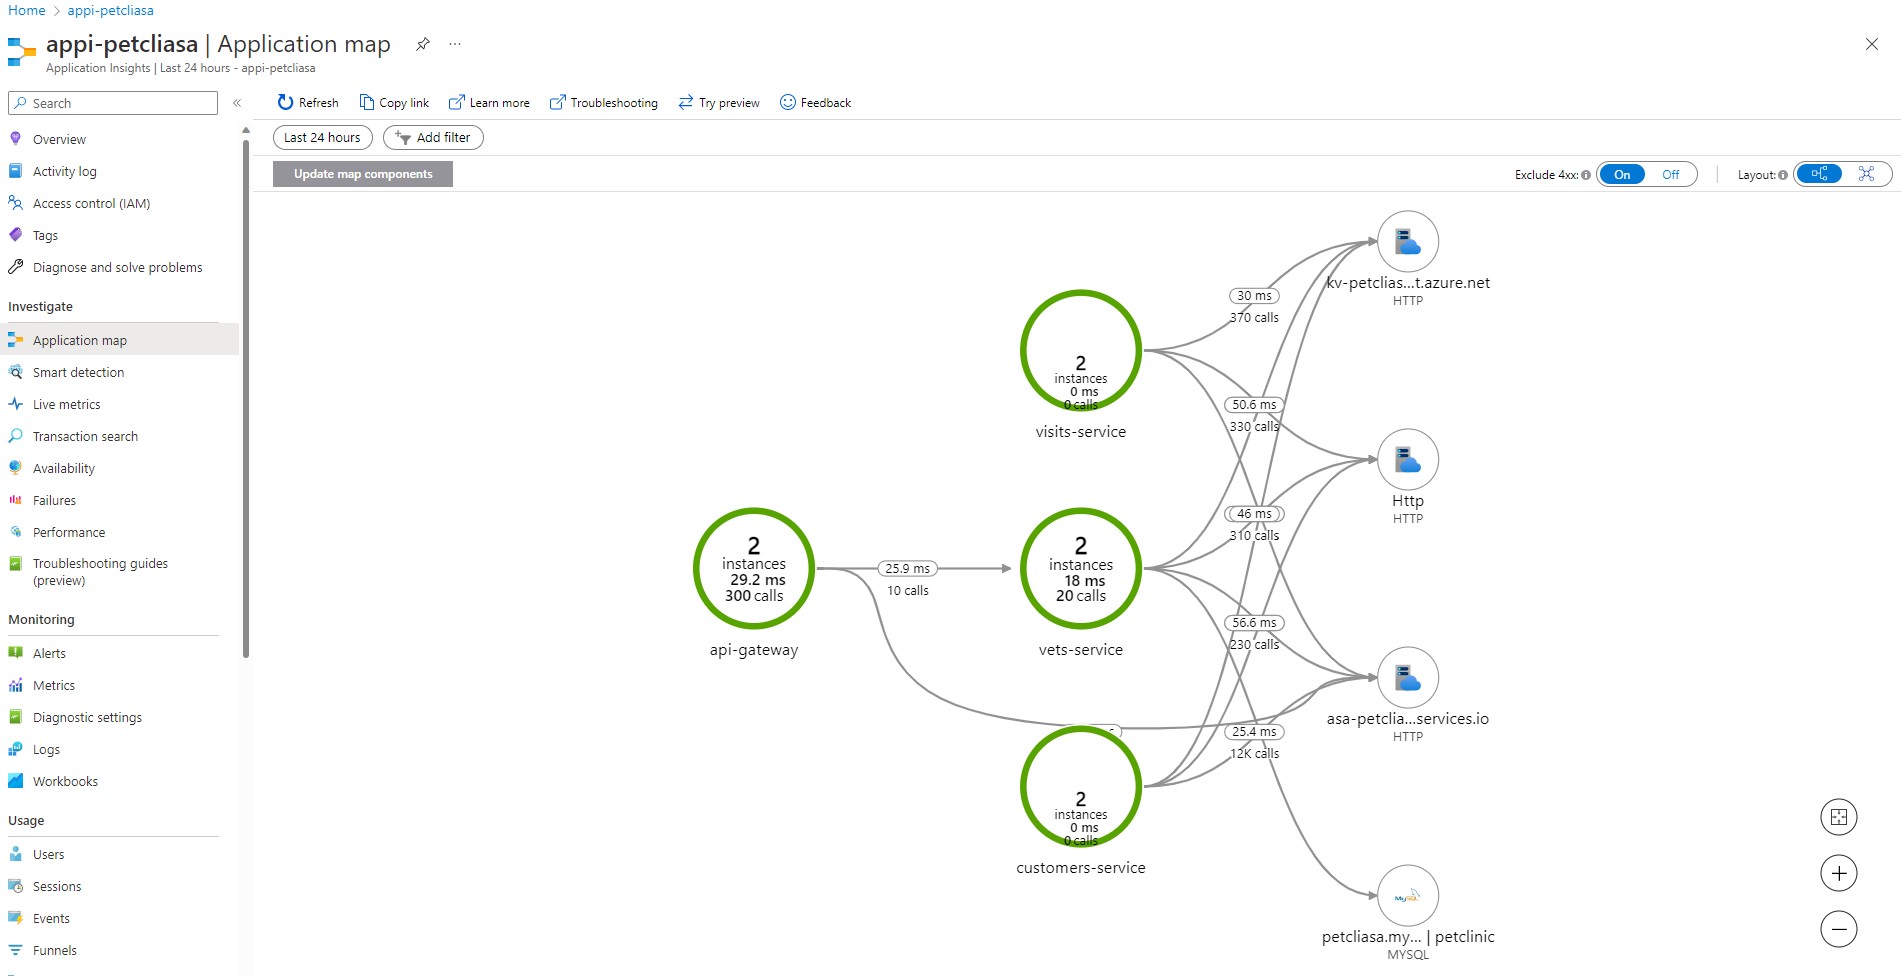 Home > appi-petcliasa
appi-petcliasa | Application map
Application Insights | Last 24 hours - appi-petcliasa
Search
Refresh
Copy link
Learn more
Troubleshooting
Try preview
Feedback
Last 24 hours
Add filter
Update map components
Exclude 4xx:
On
Off
Layout:
Overview
Activity log
Access control (IAM)
Tags
Diagnose and solve problems
Investigate
Application map
Smart detection
Live metrics
Transaction search
Availability
Failures
Performance
Troubleshooting guides
(preview)
Monitoring
Alerts
Metrics
Diagnostic settings
Logs
Workbooks
Usage
Users
Sessions
Events
Funnels
2
instances
29.2 ms
300 calls
api-gateway
25.9 ms
10 calls
2
instances
0 ms
0 calls
visits-service
2
instances
18 ms
20 calls
vets-service
2
instances
0 ms
0 calls
customers-service
30 ms
370 calls
50.6 ms
330 calls
46 ms
310 calls
56.6 ms
230 calls
25.4 ms
12K calls
kv-petclias...t.azure.net
HTTP
Http
HTTP
asa-petclia...services.io
HTTP
MySQL
petcliasa.my... | petclinic
MYSQL